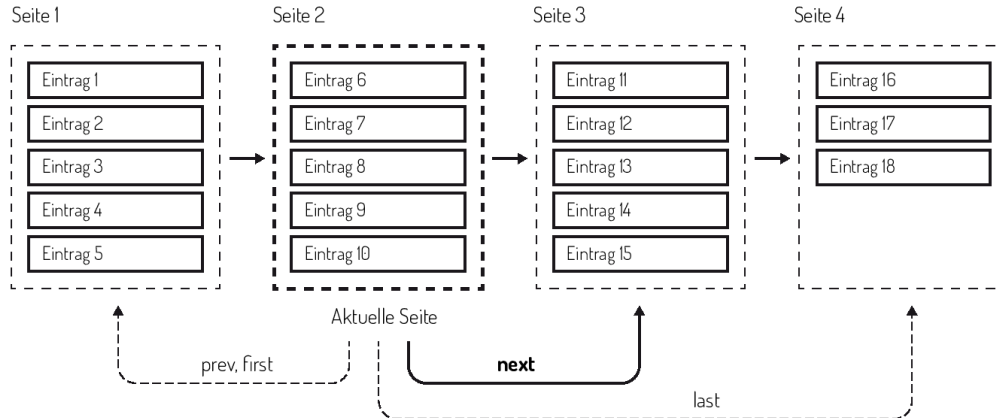 Seite 1
Eintrag 1
Eintrag 2
Eintrag 3
Eintrag 4
Eintrag 5
Seite 2
Eintrag 6
Eintrag 7
Eintrag 8
Eintrag 9
Eintrag 10
Aktuelle Seite
Seite 3
Eintrag 11
Eintrag 12
Eintrag 13
Eintrag 14
Eintrag 15
Seite 4
Eintrag 16
Eintrag 17
Eintrag 18
prev, first
next
last